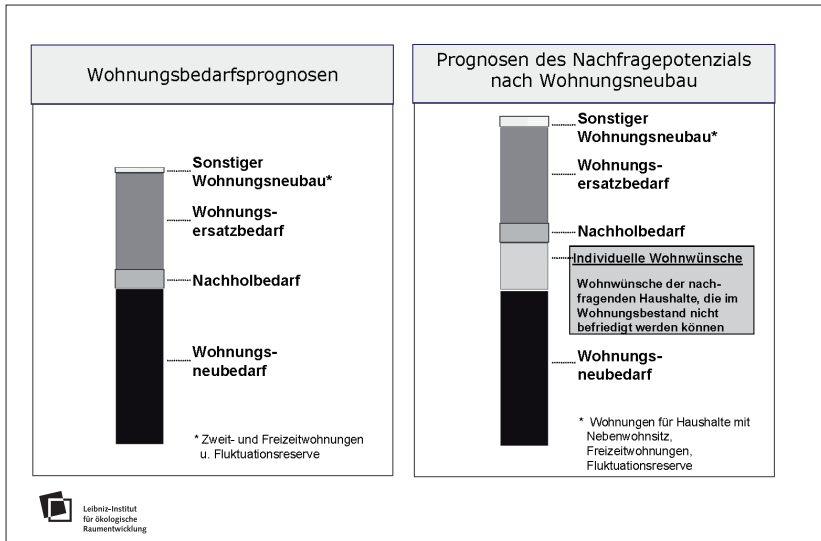 Wohnungsbedarfsprognosen
Sonstiger
Wohnungsneubau*
Wohnungs-
ersatzbedarf
Nachholbedarf
Wohnungs-
neubedarf
* Zweit- und Freizeitwohnungen
u. Fluktuationsreserve
Prognosen des Nachfragepotenzials
nach Wohnungsneubau
Sonstiger
Wohnungsneubau*
Wohnungs-
ersatzbedarf
Nachholbedarf
Individuelle Wohnwünsche
Wohnwünsche der nach-
fragenden Haushalte, die im
Wohnungsbestand nicht
befriedigt werden können
Wohnungs-
neubedarf
* Wohnungen für Haushalte mit
Nebenwohnsitz,
Freizeitwohnungen,
Fluktuationsreserve
Leibniz-Institut
für ökologische
Raumentwicklung